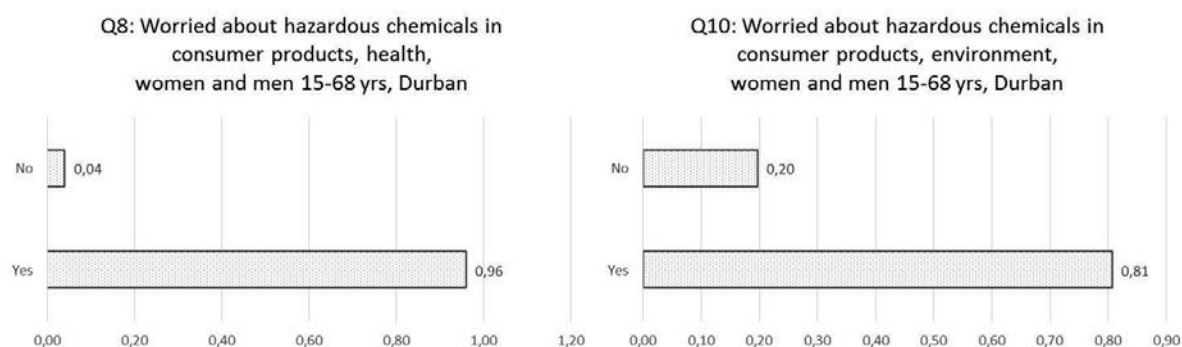 Q8: Worried about hazardous chemicals in
consumer products, health,
women and men 15-68 yrs, Durban
No
0,04
Yes
0,96
0,00 0,20 0,40 0,60 0,80 1,00 1,20
Q10: Worried about hazardous chemicals in
consumer products, environment,
women and men 15-68 yrs, Durban
No
0,20
Yes
0,81
0,00 0,10 0,20 0,30 0,40 0,50 0,60 0,70 0,80 0,90